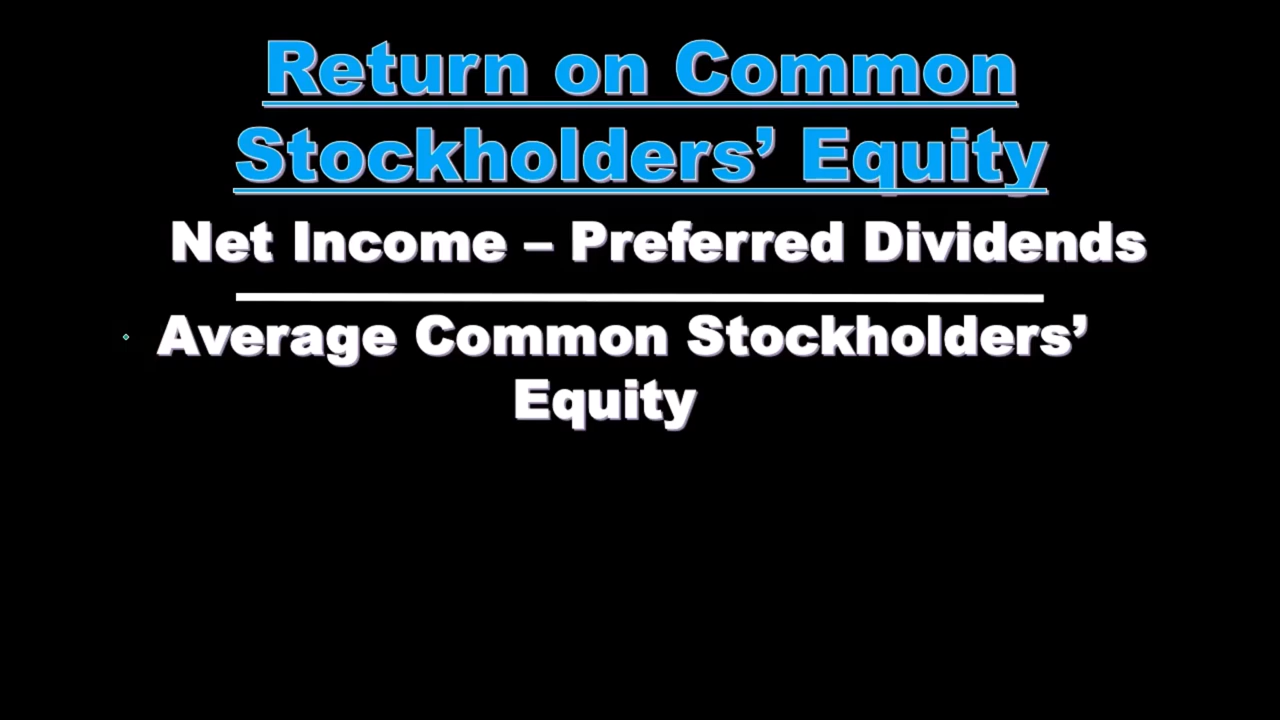 Return on Common
Stockholders’ Equity
Net Income – Preferred Dividends
Average Common Stockholders’
Equity